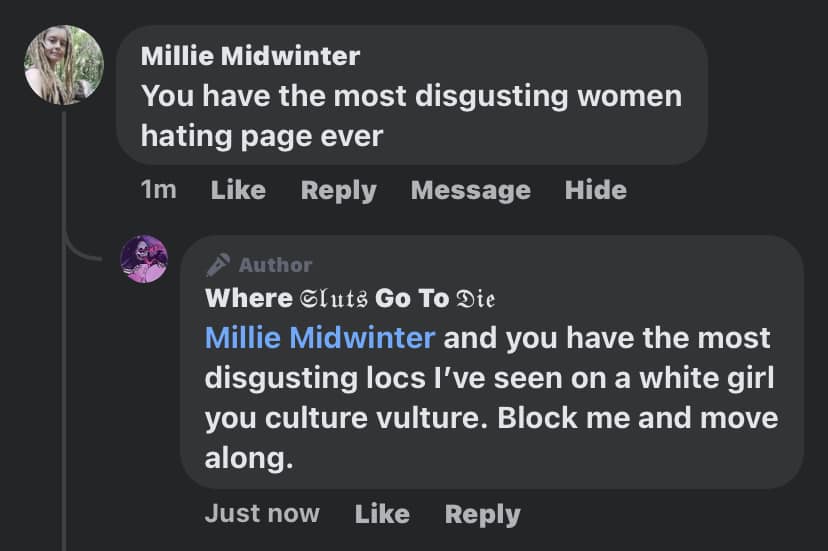 Millie Midwinter
You have the most disgusting women
hating page ever
1m Like Reply Message Hide
Author
Where 𝔖𝔩𝔲𝔱𝔰 Go To 𝔇𝔦𝔢
Millie Midwinter and you have the most
disgusting locs I’ve seen on a white girl
you culture vulture. Block me and move
along.
Just now Like Reply